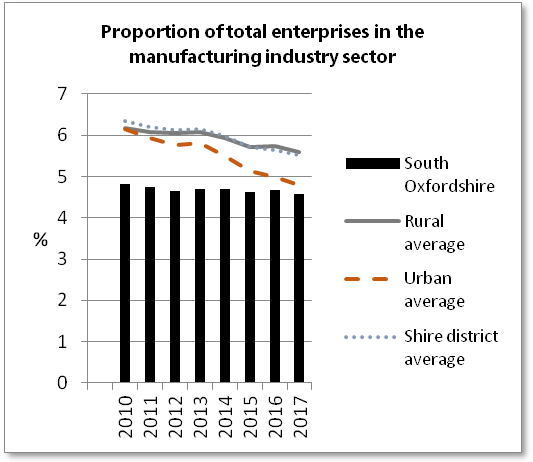 Proportion of total enterprises in the
manufacturing industry sector
7
6
5
4
3
2
1
0
%
2010
2011
2012
2013
2014
2015
2016
2017
South
Oxfordshire
Rural
average
Urban
average
Shire district
average